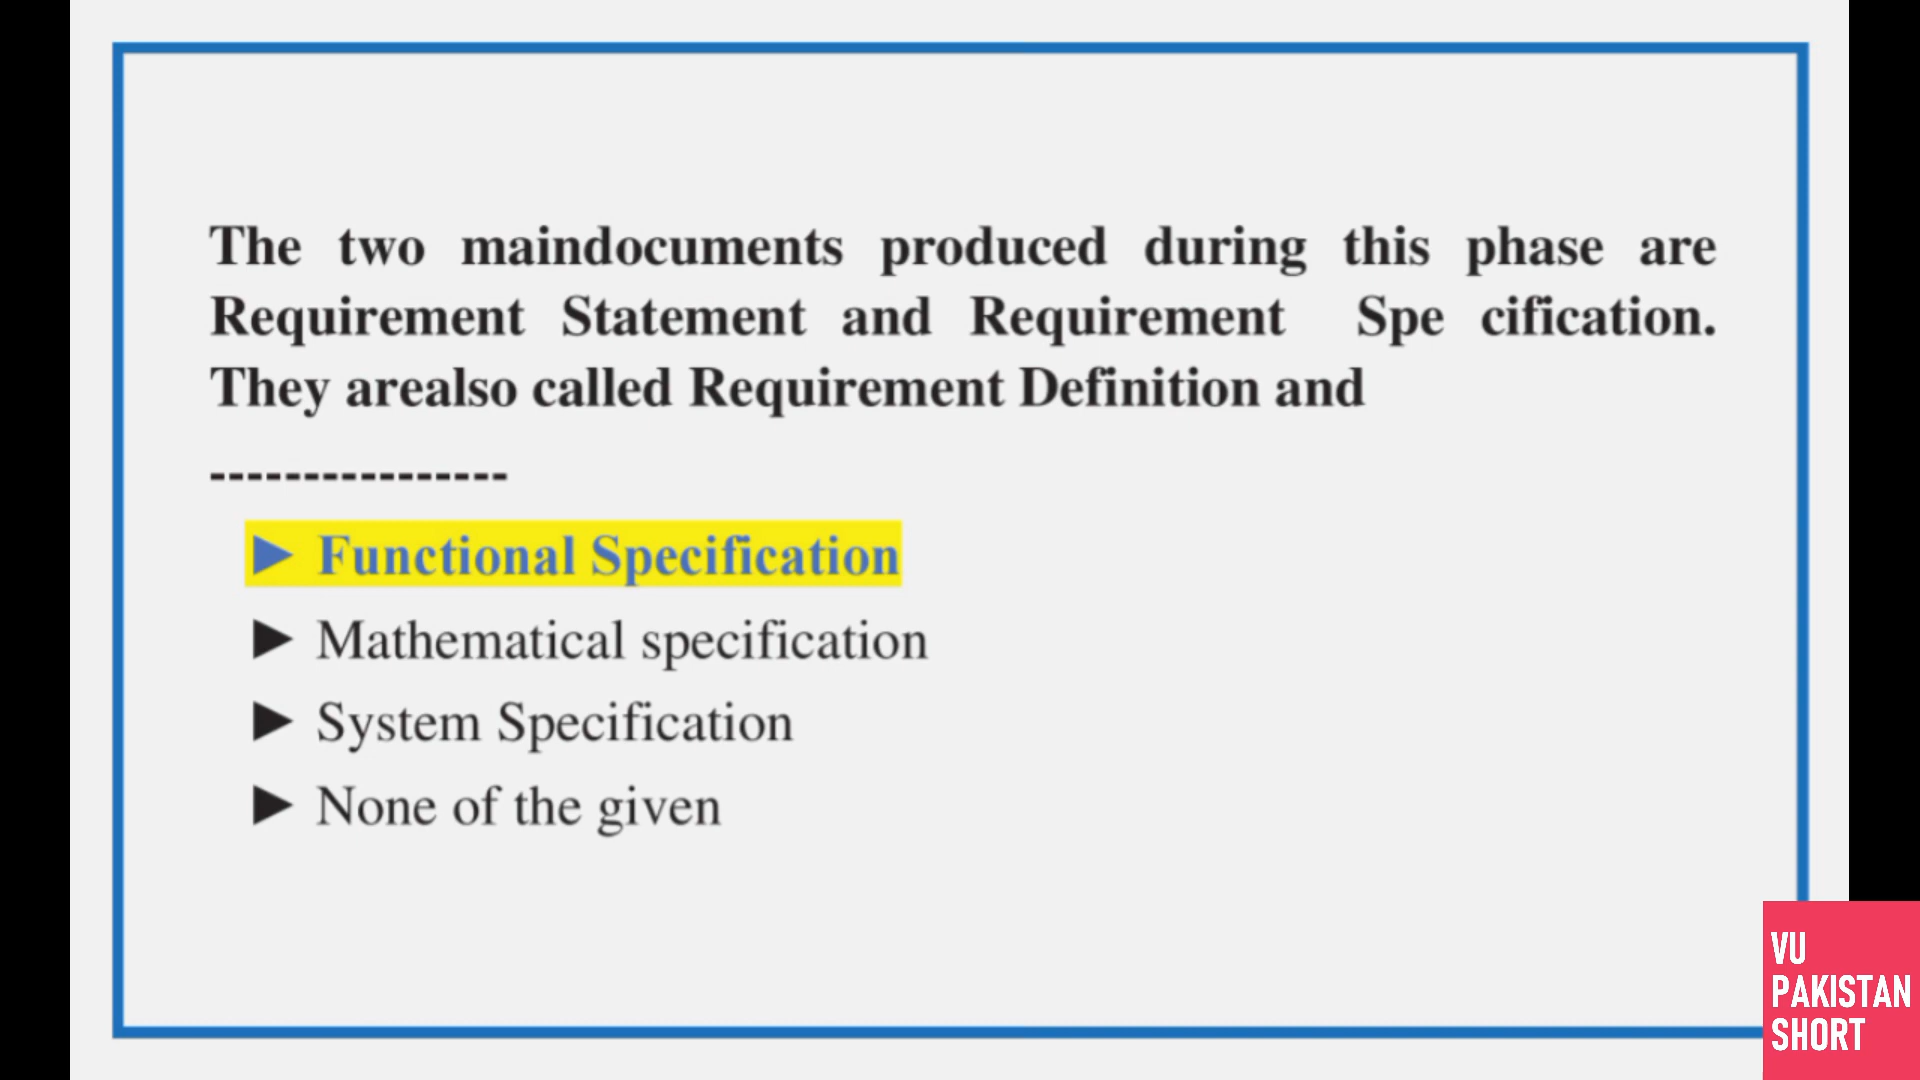 The two maindocuments produced during this phase are
Requirement Statement and Requirement Spe cification.
They arealso called Requirement Definition and
----------------
► Functional Specification
► Mathematical specification
► System Specification
► None of the given
VU
PAKISTAN
SHORT